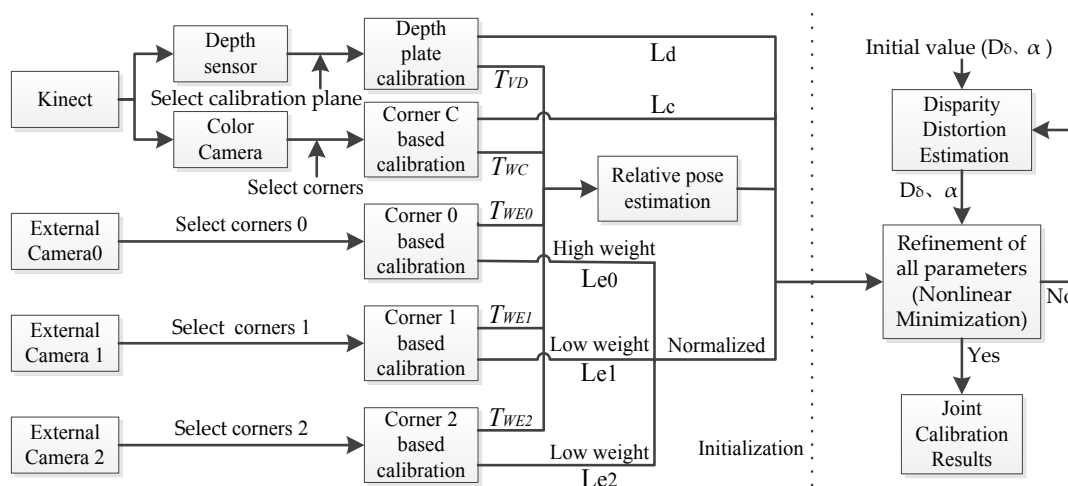 Kinect
Depth
sensor
Select calibration plane
Color
Camera
Select corners
Depth
plate
calibration
Corner C
based
calibration
TVD
TWC
Ld
Lc
Relative pose
estimation
External
Camera0
Select corners 0
Corner 0
based
calibration
TWE0
High weight
Le0
External
Camera 1
Select corners 1
Corner 1
based
calibration
TWE1
Low weight
Le1
Normalized
External
Camera 2
Select corners 2
Corner 2
based
calibration
TWE2
Low weight
Le2
Initialization
Initial value (Dδ、α)
Disparity
Distortion
Estimation
Dδ、α
Refinement of
all parameters
(Nonlinear
Minimization)
No
Yes
Joint
Calibration
Results